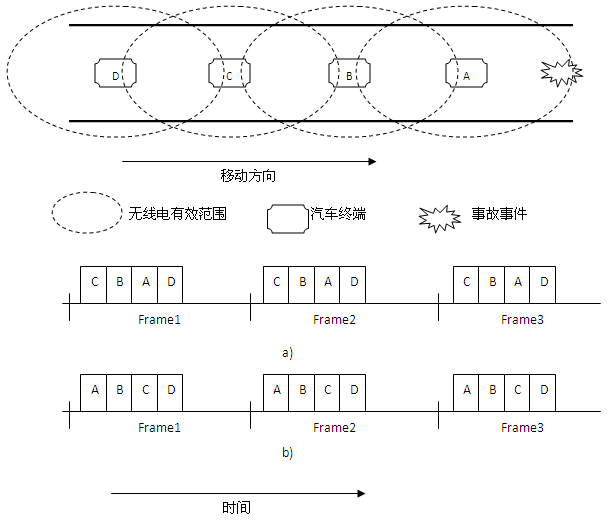 D C B A
移动方向
无线电有效范围 汽车终端 事故事件
C B A D C B A D C B A D
Frame1 Frame2 Frame3
a)
A B C D A B C D A B C D
Frame1 Frame2 Frame3
b)
时间